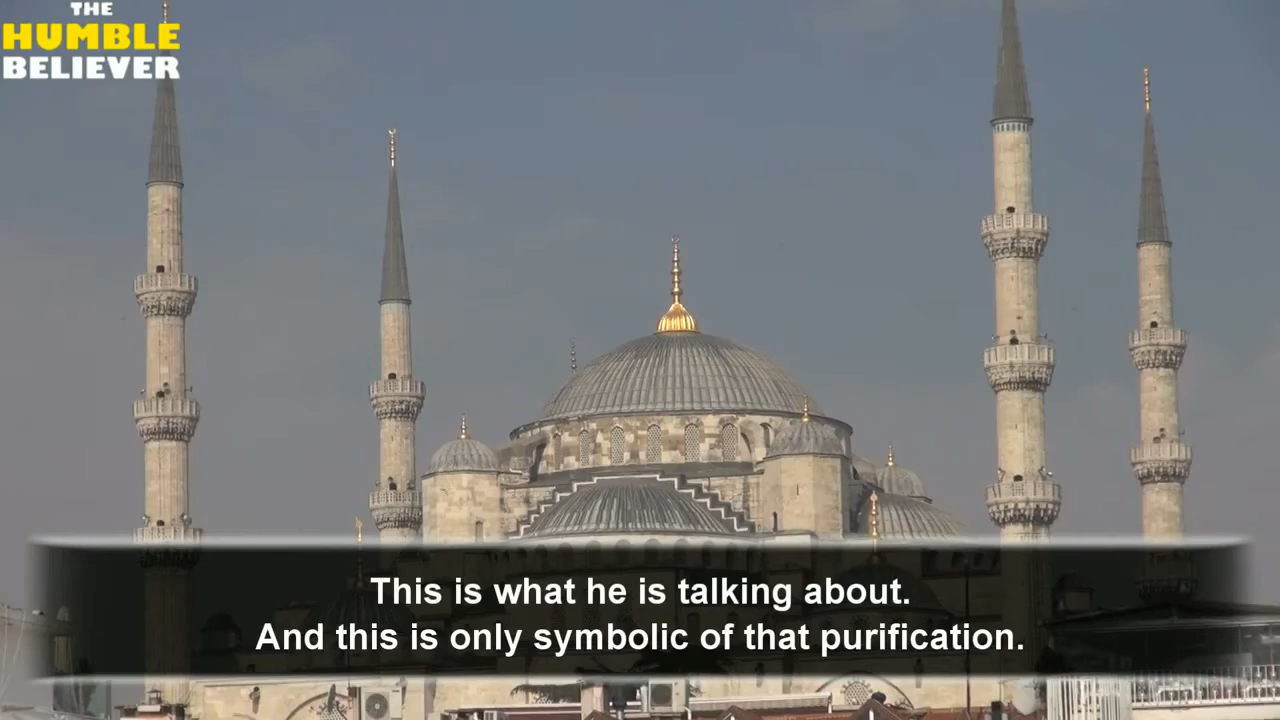 THE
HUMBLE
BELIEVER
This is what he is talking about.
And this is only symbolic of that purification.